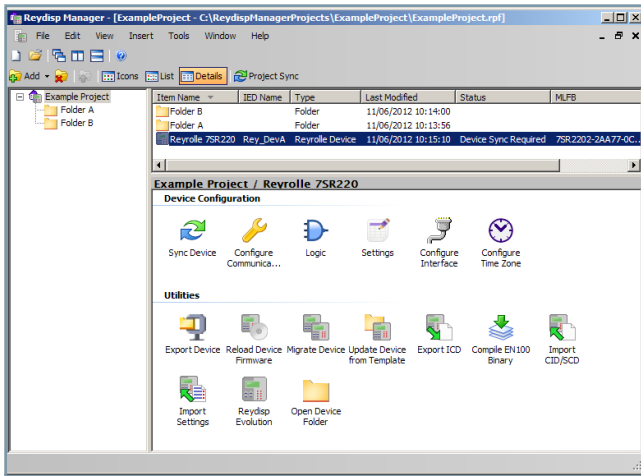 Reydisp Manager - [ExampleProject - C:\ReydispManagerProjects\ExampleProject\ExampleProject.rpf]
File Edit View Insert Tools Window Help
Add Icons List Details Project Sync
Example Project
Folder A
Folder B
Item Name IED Name Type Last Modified Status MLFB
Folder B Folder 11/06/2012 10:14:00
Folder A Folder 11/06/2012 10:13:56
Reyrolle 7SR220 Rey_DevA Reyrolle Device 11/06/2012 10:15:10 Device Sync Required 7SR2202-2AA77-0C...
Example Project / Reyrolle 7SR220
Device Configuration
Sync Device Configure Communica... Logic Settings Configure Interface Configure Time Zone
Utilities
Export Device Reload Device Firmware Migrate Device Update Device from Template Export ICD Compile EN100 Binary Import CID/SCD
Import Settings Reydisp Evolution Open Device Folder